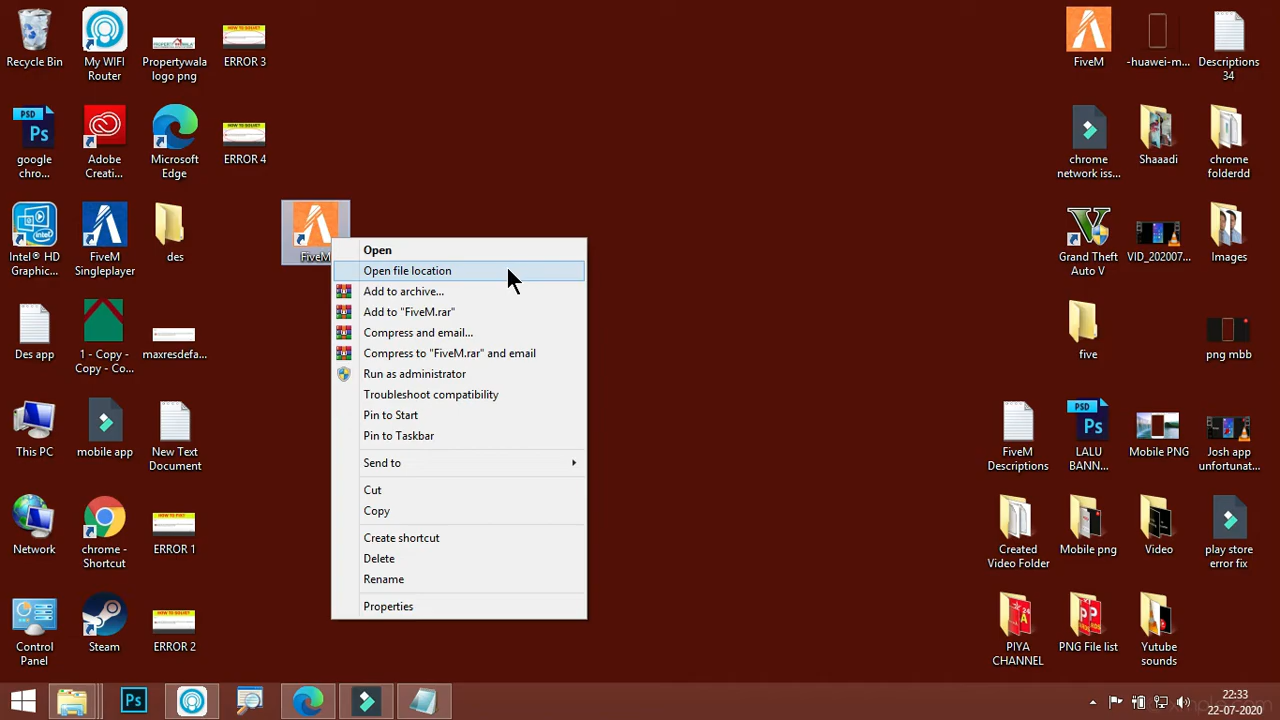 Recycle Bin
My WIFI
Router
Propertywala
logo png
ERROR 3
FiveM
-huawei-m...
Descriptions
34
PSD
Ps
google
chro...
Adobe
Creati...
Microsoft
Edge
ERROR 4
chrome
network iss...
Shaaadi
chrome
folderdd
Intel® HD
Graphic...
FiveM
Singleplayer
des
FiveM
Grand Theft
Auto V
VID_202007...
Images
Open
Open file location
Add to archive...
Add to "FiveM.rar"
Compress and email...
Compress to "FiveM.rar" and email
Run as administrator
Troubleshoot compatibility
Pin to Start
Pin to Taskbar
Send to
Cut
Copy
Create shortcut
Delete
Rename
Properties
Des app
1 - Copy -
Copy - Co...
maxresdefa...
five
png mbb
This PC
mobile app
New Text
Document
FiveM
Descriptions
PSD
Ps
LALU
BANN...
Mobile PNG
Josh app
unfortunat...
Network
chrome -
Shortcut
ERROR 1
Created
Video Folder
Mobile png
Video
play store
error fix
Control
Panel
Steam
ERROR 2
PIYA
CHANNEL
PNG File list
Yutube
sounds
Ps
22:33
22-07-2020